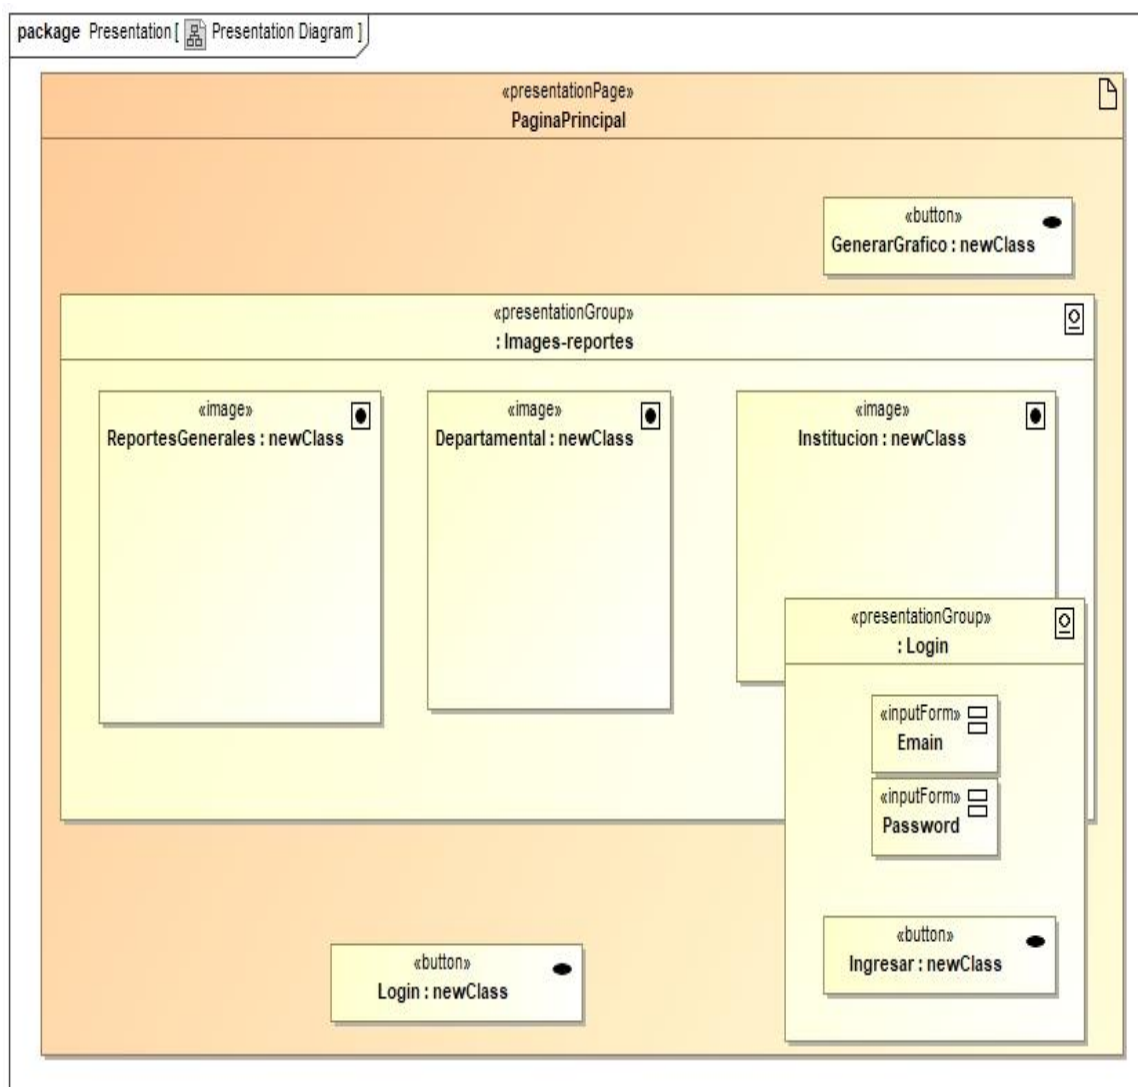 package Presentation [ Presentation Diagram ]
«presentationPage»
PaginaPrincipal
«button»
GenerarGrafico : newClass
«presentationGroup»
: Images-reportes
«image»
ReportesGenerales : newClass
«image»
Departamental : newClass
«image»
Institucion : newClass
«presentationGroup»
: Login
«inputForm»
Emain
«inputForm»
Password
«button»
Ingresar : newClass
«button»
Login : newClass